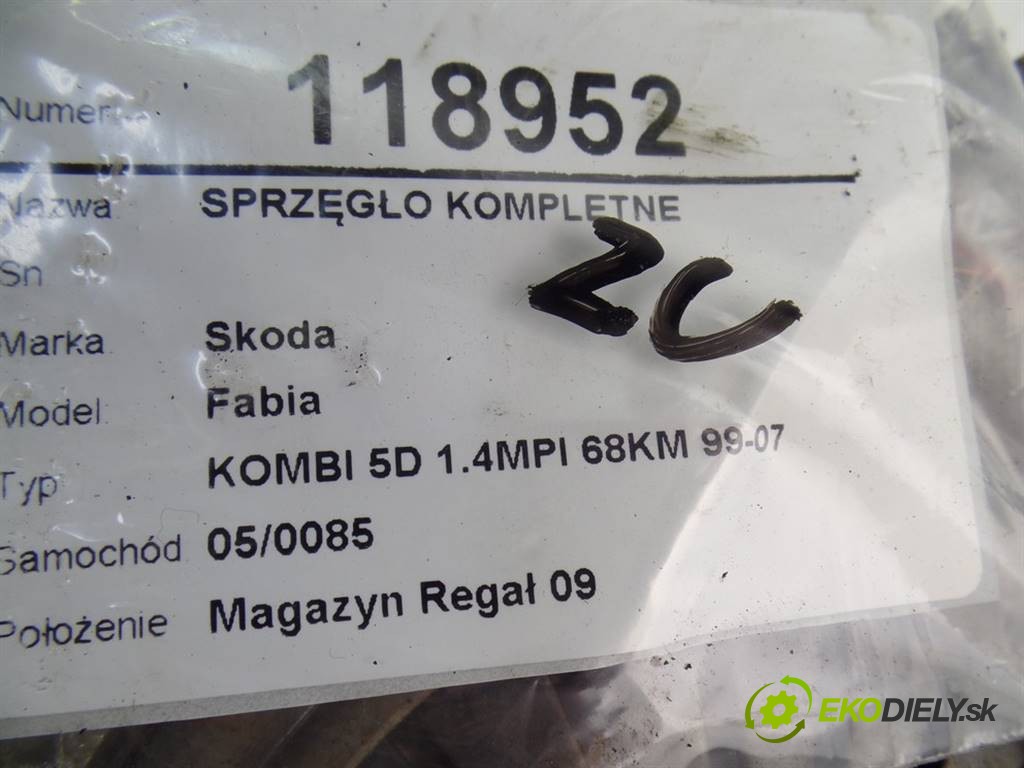 Numer 118952
Nazwa SPRZĘGŁO KOMPLETNE
Sn
ZC
Marka Skoda
Model Fabia
Typ KOMBI 5D 1.4MPI 68KM 99-07
Samochód 05/0085
Położenie Magazyn Regał 09
EKODIELY.sk